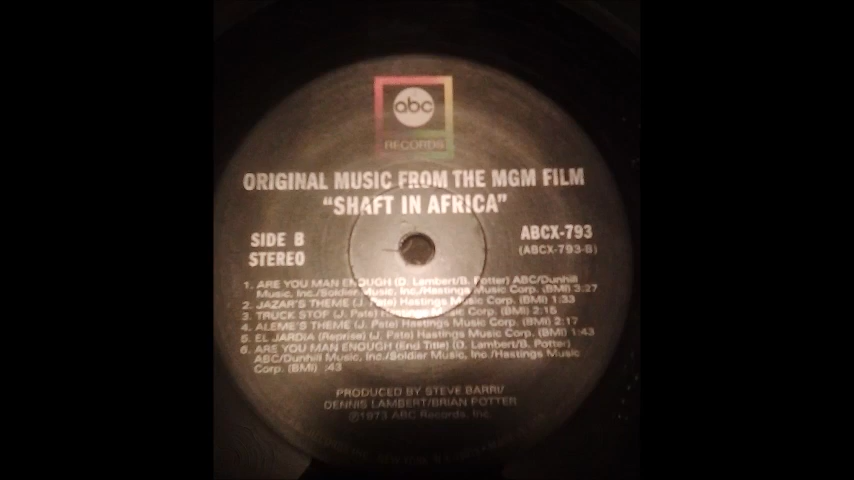 abc
RECORDS
ORIGINAL MUSIC FROM THE MGM FILM
"SHAFT IN AFRICA"
SIDE B
STEREO
ABCX-793
(ABCX-793-B)
1. ARE YOU MAN ENOUGH (D. Lambert/B. Potter) ABC/Dunhill
Music, Inc./Soldier Music, Inc./Hastings Music Corp. (BMI) 3:27
2. JAZAR'S THEME (J. Pate) Hastings Music Corp. (BMI) 1:33
3. TRUCK STOP (J. Pate) Hastings Music Corp. (BMI) 2:15
4. ALEME'S THEME (J. Pate) Hastings Music Corp. (BMI) 2:17
5. EL JARDIA (Reprise) (J. Pate) Hastings Music Corp. (BMI) 1:43
6. ARE YOU MAN ENOUGH (End Title) (D. Lambert/B. Potter)
ABC/Dunhill Music, Inc./Soldier Music, Inc./Hastings Music
Corp. (BMI) :43
PRODUCED BY STEVE BARRI/
DENNIS LAMBERT/BRIAN POTTER
℗1973 ABC Records, Inc.